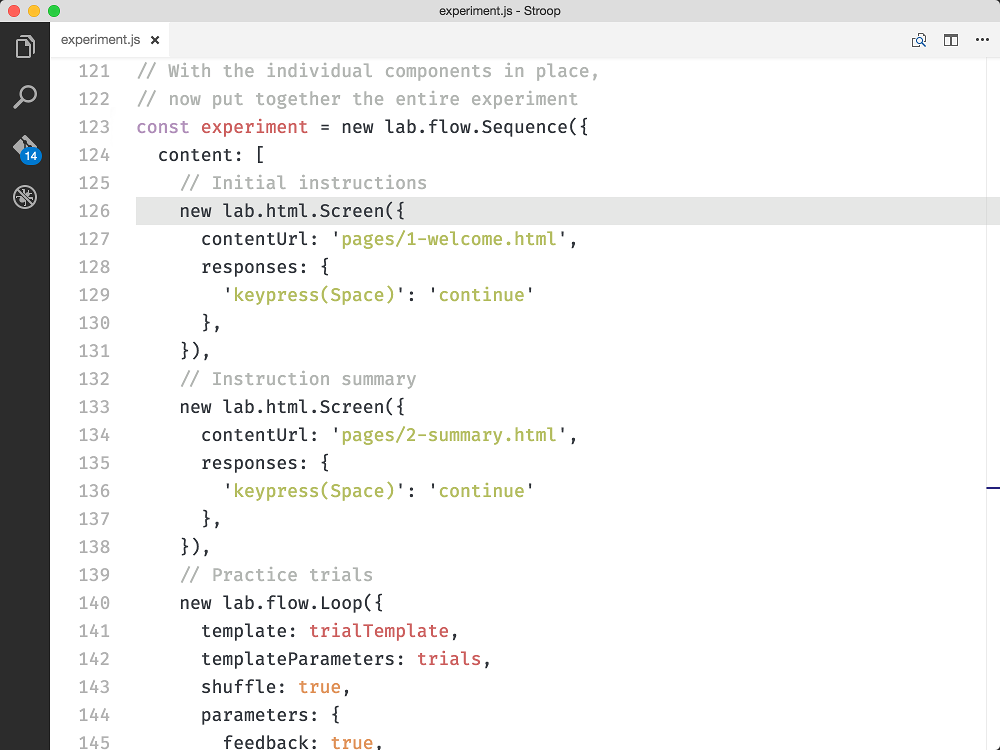 experiment.js - Stroop
experiment.js
14
121 // With the individual components in place,
122 // now put together the entire experiment
123 const experiment = new lab.flow.Sequence({
124 content: [
125 // Initial instructions
126 new lab.html.Screen({
127 contentUrl: 'pages/1-welcome.html',
128 responses: {
129 'keypress(Space)': 'continue'
130 },
131 }),
132 // Instruction summary
133 new lab.html.Screen({
134 contentUrl: 'pages/2-summary.html',
135 responses: {
136 'keypress(Space)': 'continue'
137 },
138 }),
139 // Practice trials
140 new lab.flow.Loop({
141 template: trialTemplate,
142 templateParameters: trials,
143 shuffle: true,
144 parameters: {
145 feedback: true,